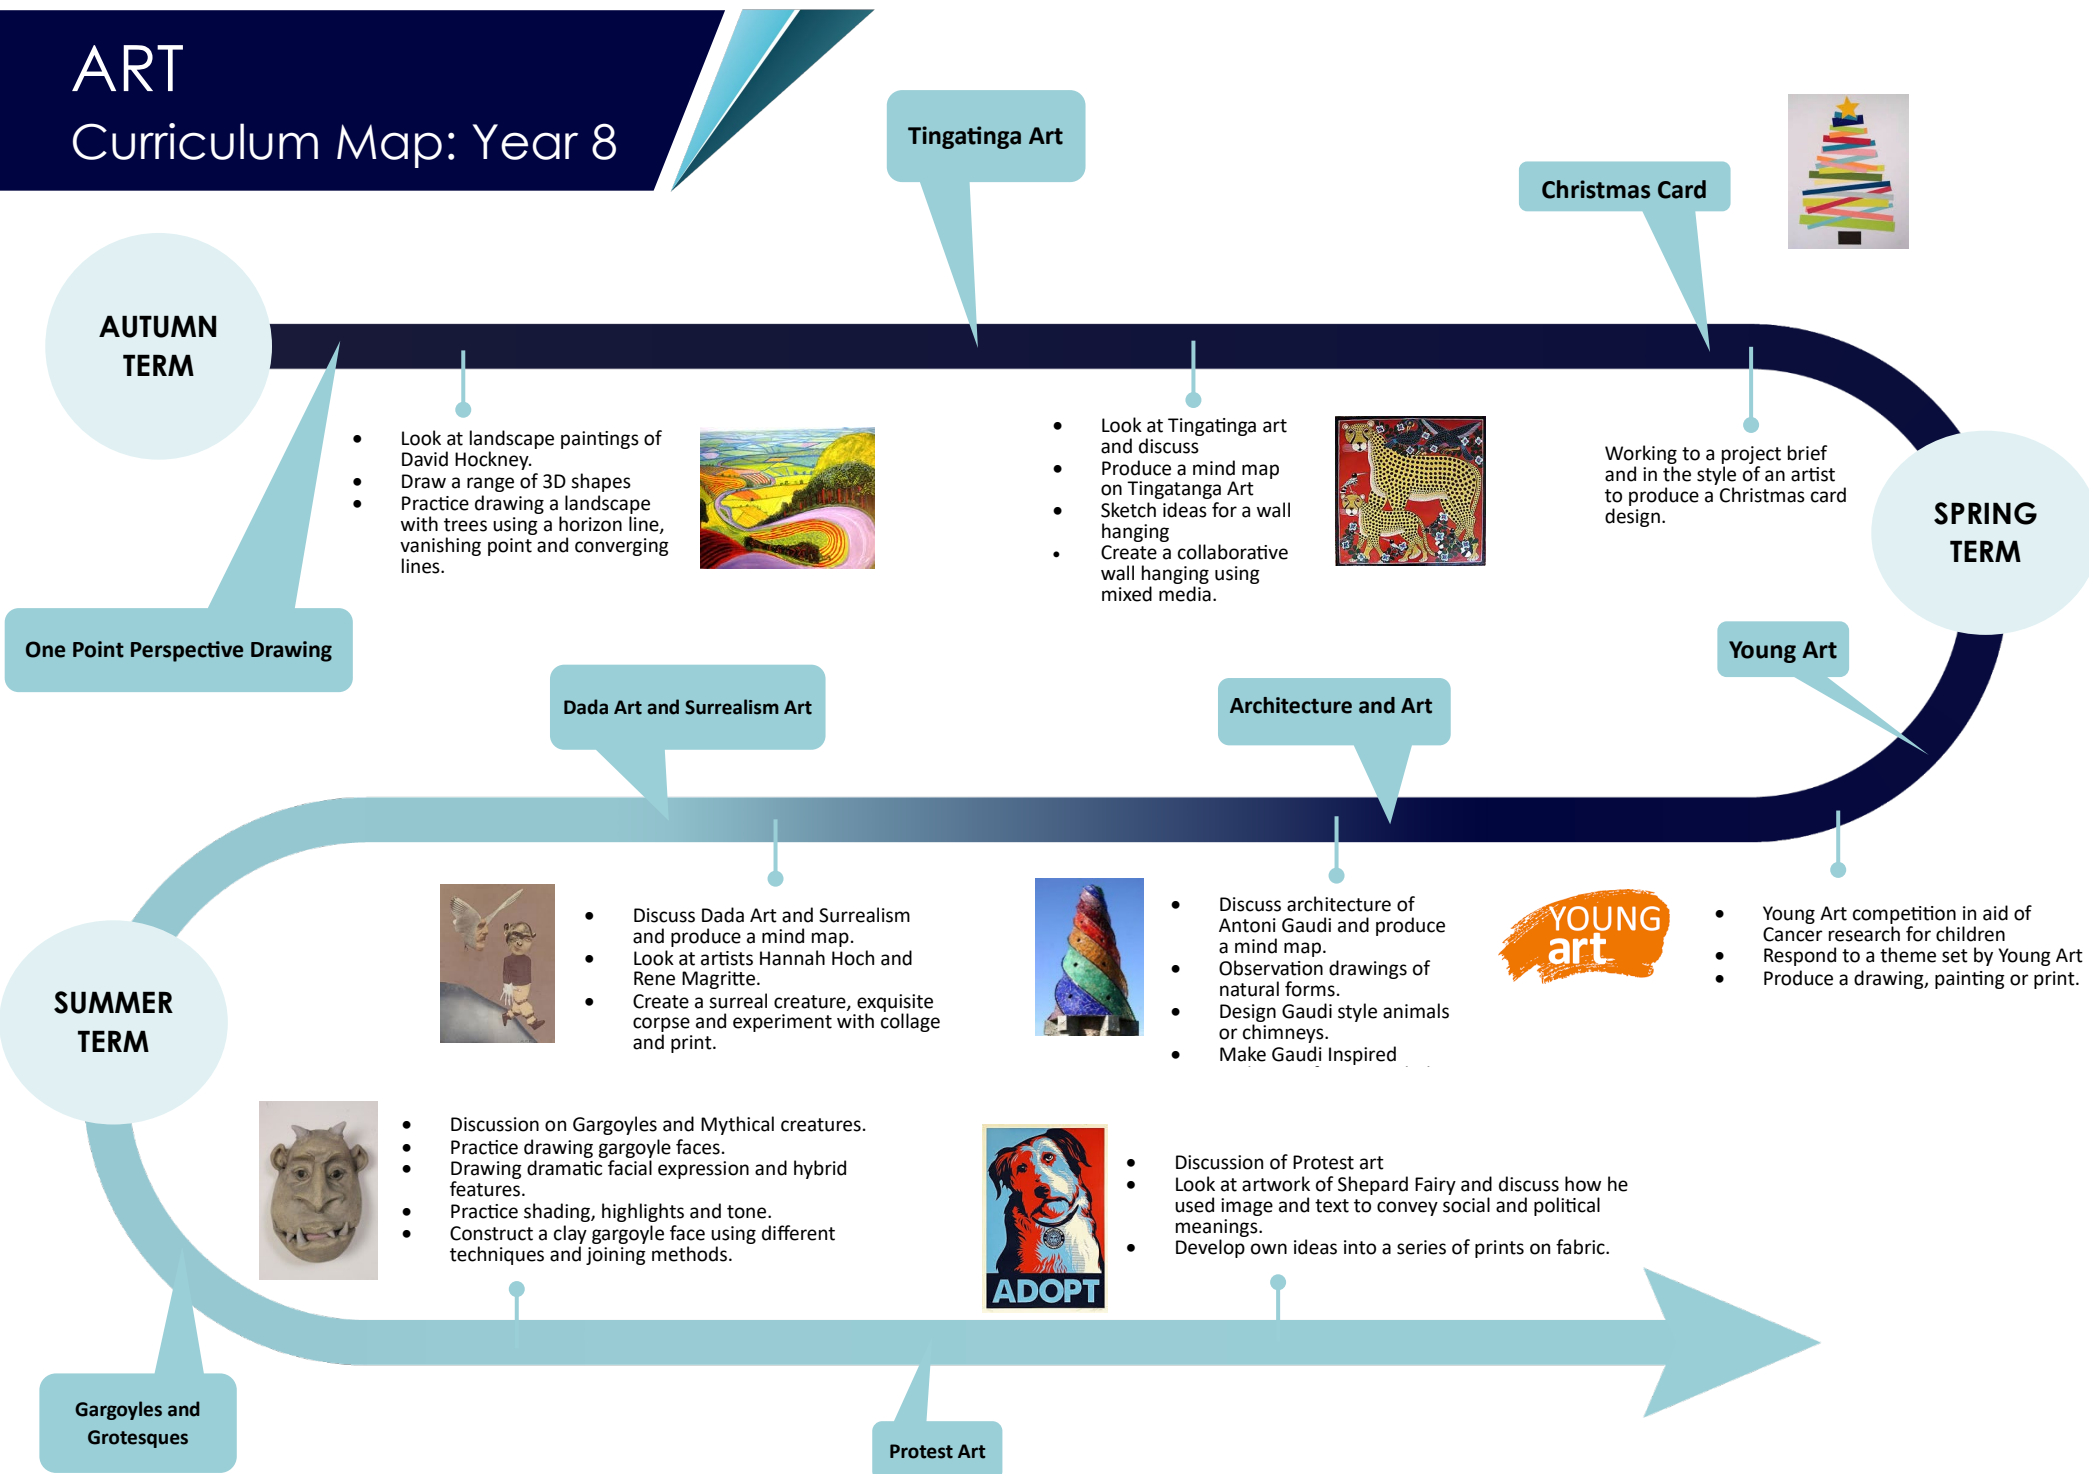 ART
Curriculum Map: Year 8
Tingatinga Art
Christmas Card
AUTUMN
TERM
• Look at landscape paintings of
David Hockney.
• Draw a range of 3D shapes
• Practice drawing a landscape
with trees using a horizon line,
vanishing point and converging
lines.
• Look at Tingatinga art
and discuss
• Produce a mind map
on Tingatanga Art
• Sketch ideas for a wall
hanging
• Create a collaborative
wall hanging using
mixed media.
Working to a project brief
and in the style of an artist
to produce a Christmas card
design.
SPRING
TERM
One Point Perspective Drawing
Young Art
Architecture and Art
Dada Art and Surrealism Art
YOUNG
art
• Young Art competition in aid of
Cancer research for children
• Respond to a theme set by Young Art
• Produce a drawing, painting or print.
• Discuss architecture of
Antoni Gaudi and produce
a mind map.
• Observation drawings of
natural forms.
• Design Gaudi style animals
or chimneys.
• Make Gaudi Inspired
• Discuss Dada Art and Surrealism
and produce a mind map.
• Look at artists Hannah Hoch and
Rene Magritte.
• Create a surreal creature, exquisite
corpse and experiment with collage
and print.
SUMMER
TERM
• Discussion on Gargoyles and Mythical creatures.
• Practice drawing gargoyle faces.
• Drawing dramatic facial expression and hybrid
features.
• Practice shading, highlights and tone.
• Construct a clay gargoyle face using different
techniques and joining methods.
ADOPT
• Discussion of Protest art
• Look at artwork of Shepard Fairy and discuss how he
used image and text to convey social and political
meanings.
• Develop own ideas into a series of prints on fabric.
Gargoyles and
Grotesques
Protest Art